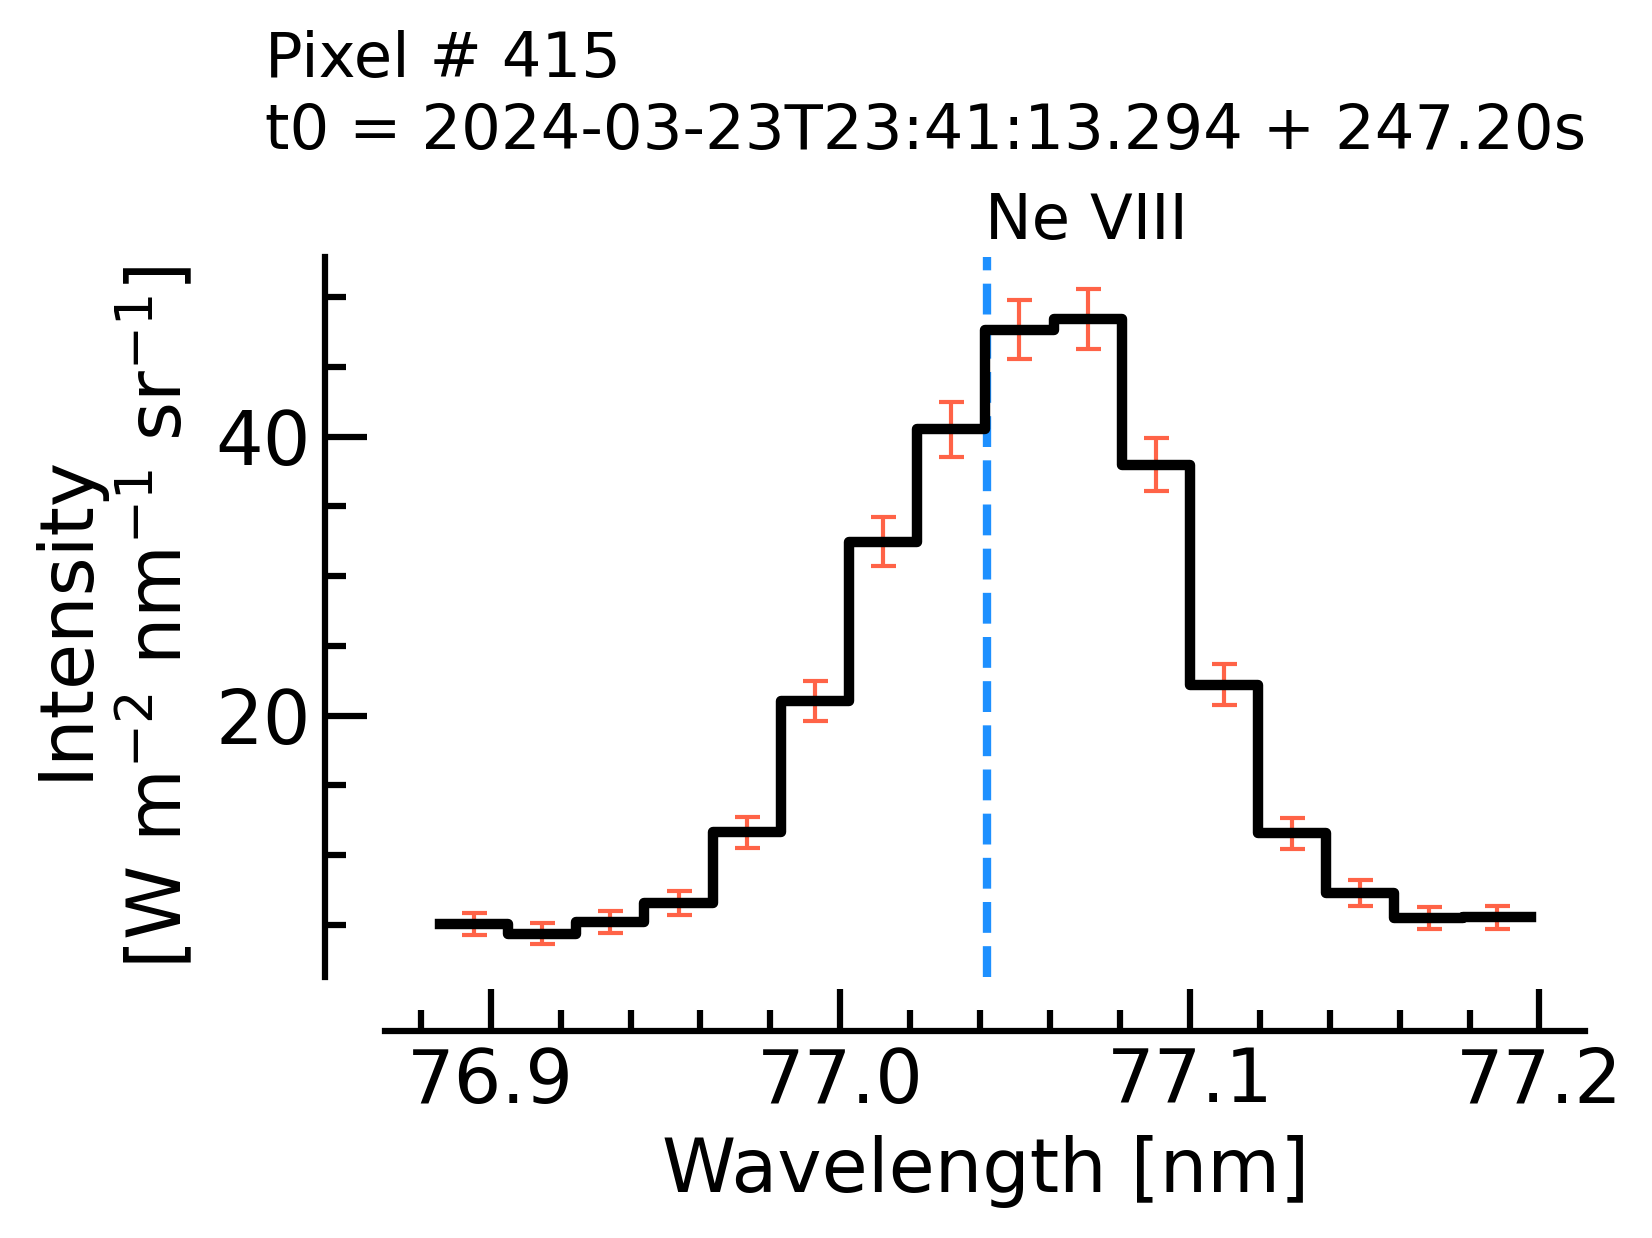 Pixel # 415
t0 = 2024-03-23T23:41:13.294 + 247.20s
Ne VIII
Intensity
[W m⁻² nm⁻¹ sr⁻¹]
40
20
76.9 77.0 77.1 77.2
Wavelength [nm]